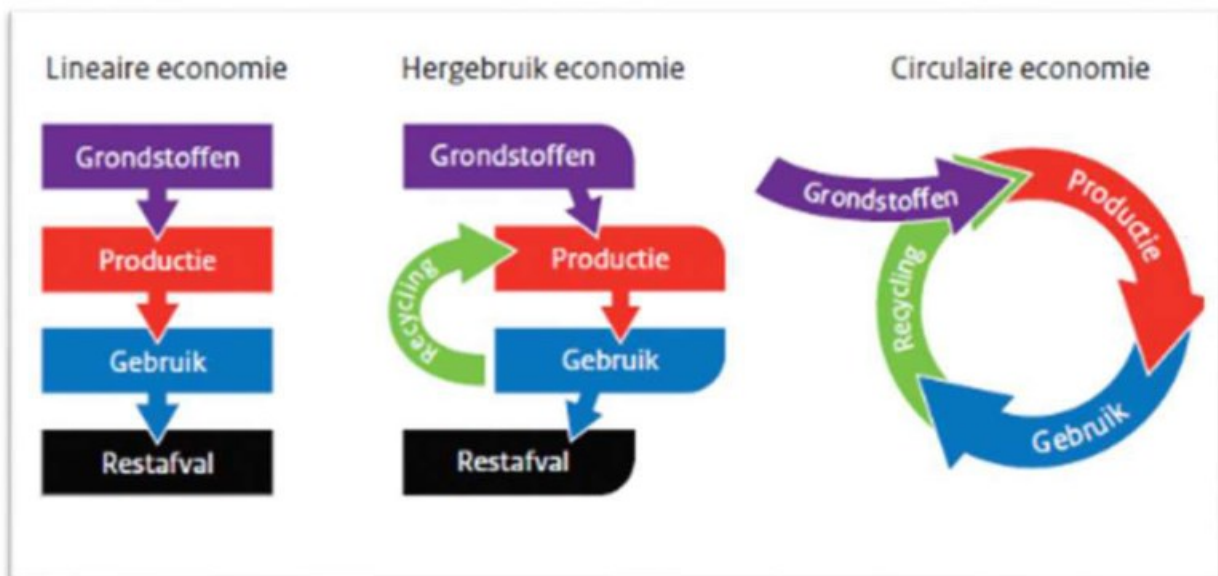 Lineaire economie
Grondstoffen
Productie
Gebruik
Restafval
Hergebruik economie
Grondstoffen
Recycling
Productie
Gebruik
Restafval
Circulaire economie
Grondstoffen
Productie
Recycling
Gebruik